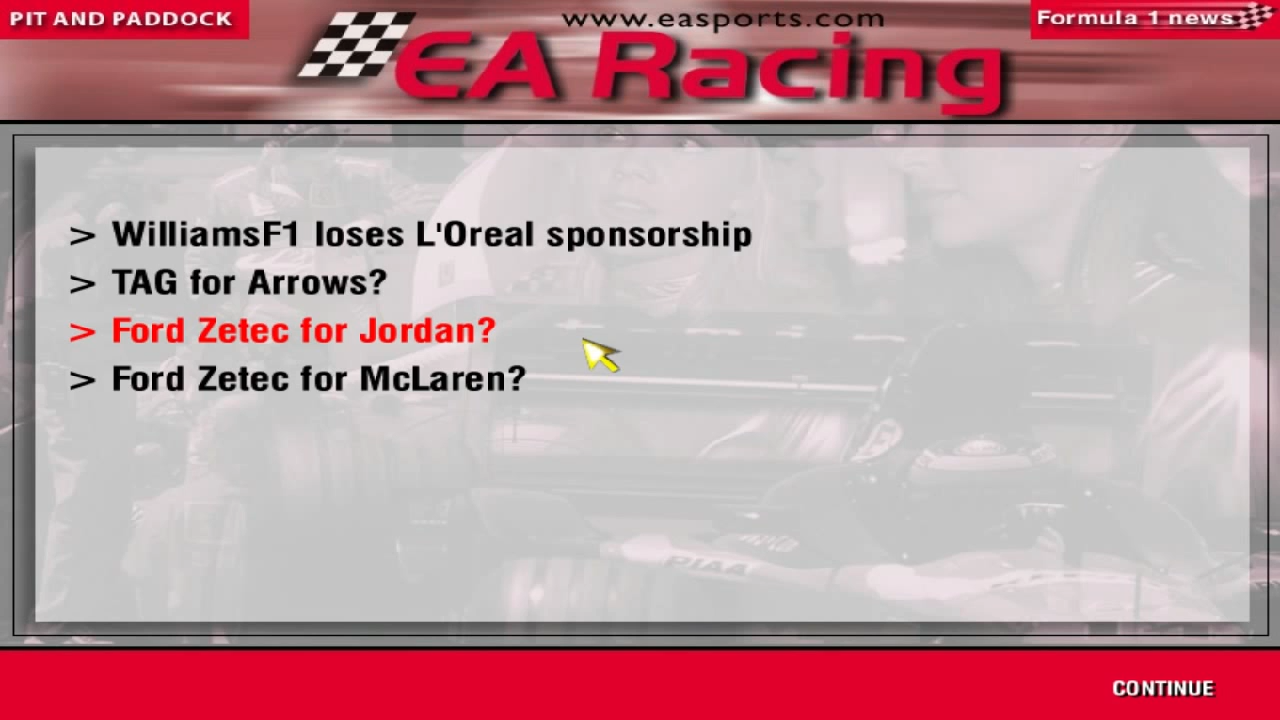 PIT AND PADDOCK
www.easports.com
Formula 1 news
EA Racing
> WilliamsF1 loses L'Oreal sponsorship
> TAG for Arrows?
> Ford Zetec for Jordan?
> Ford Zetec for McLaren?
PIAA
CONTINUE